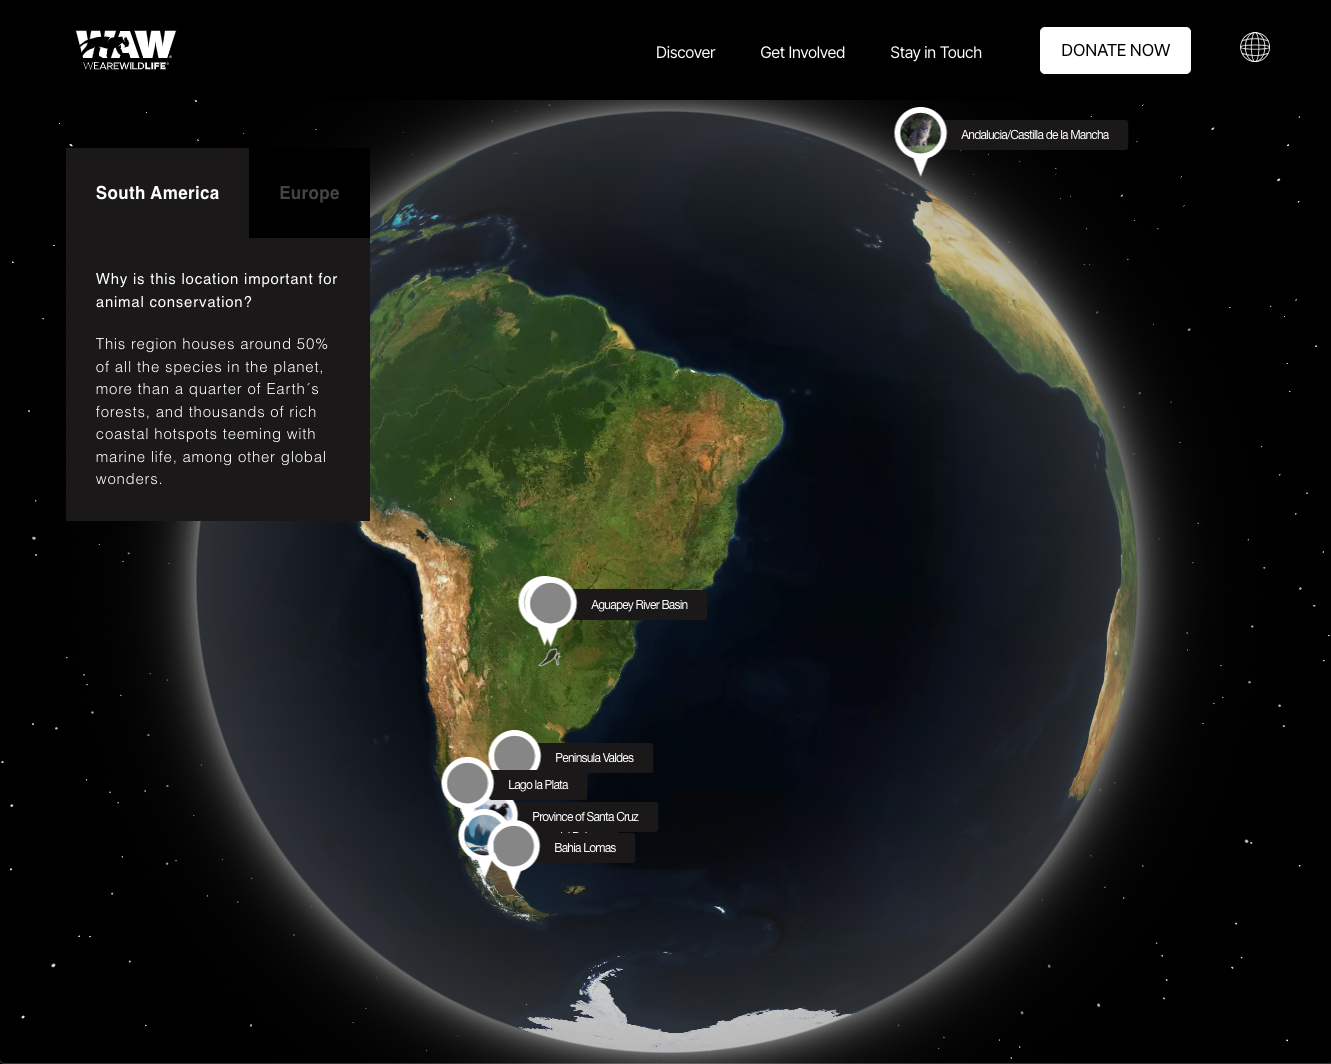 WAW
WEAREWILDLIFE
Discover
Get Involved
Stay in Touch
DONATE NOW
Andalucia/Castilla de la Mancha
South America
Europe
Why is this location important for
animal conservation?
This region houses around 50%
of all the species in the planet,
more than a quarter of Earth´s
forests, and thousands of rich
coastal hotspots teeming with
marine life, among other global
wonders.
Aguapey River Basin
Peninsula Valdes
Lago la Plata
Province of Santa Cruz
Bahia Lomas